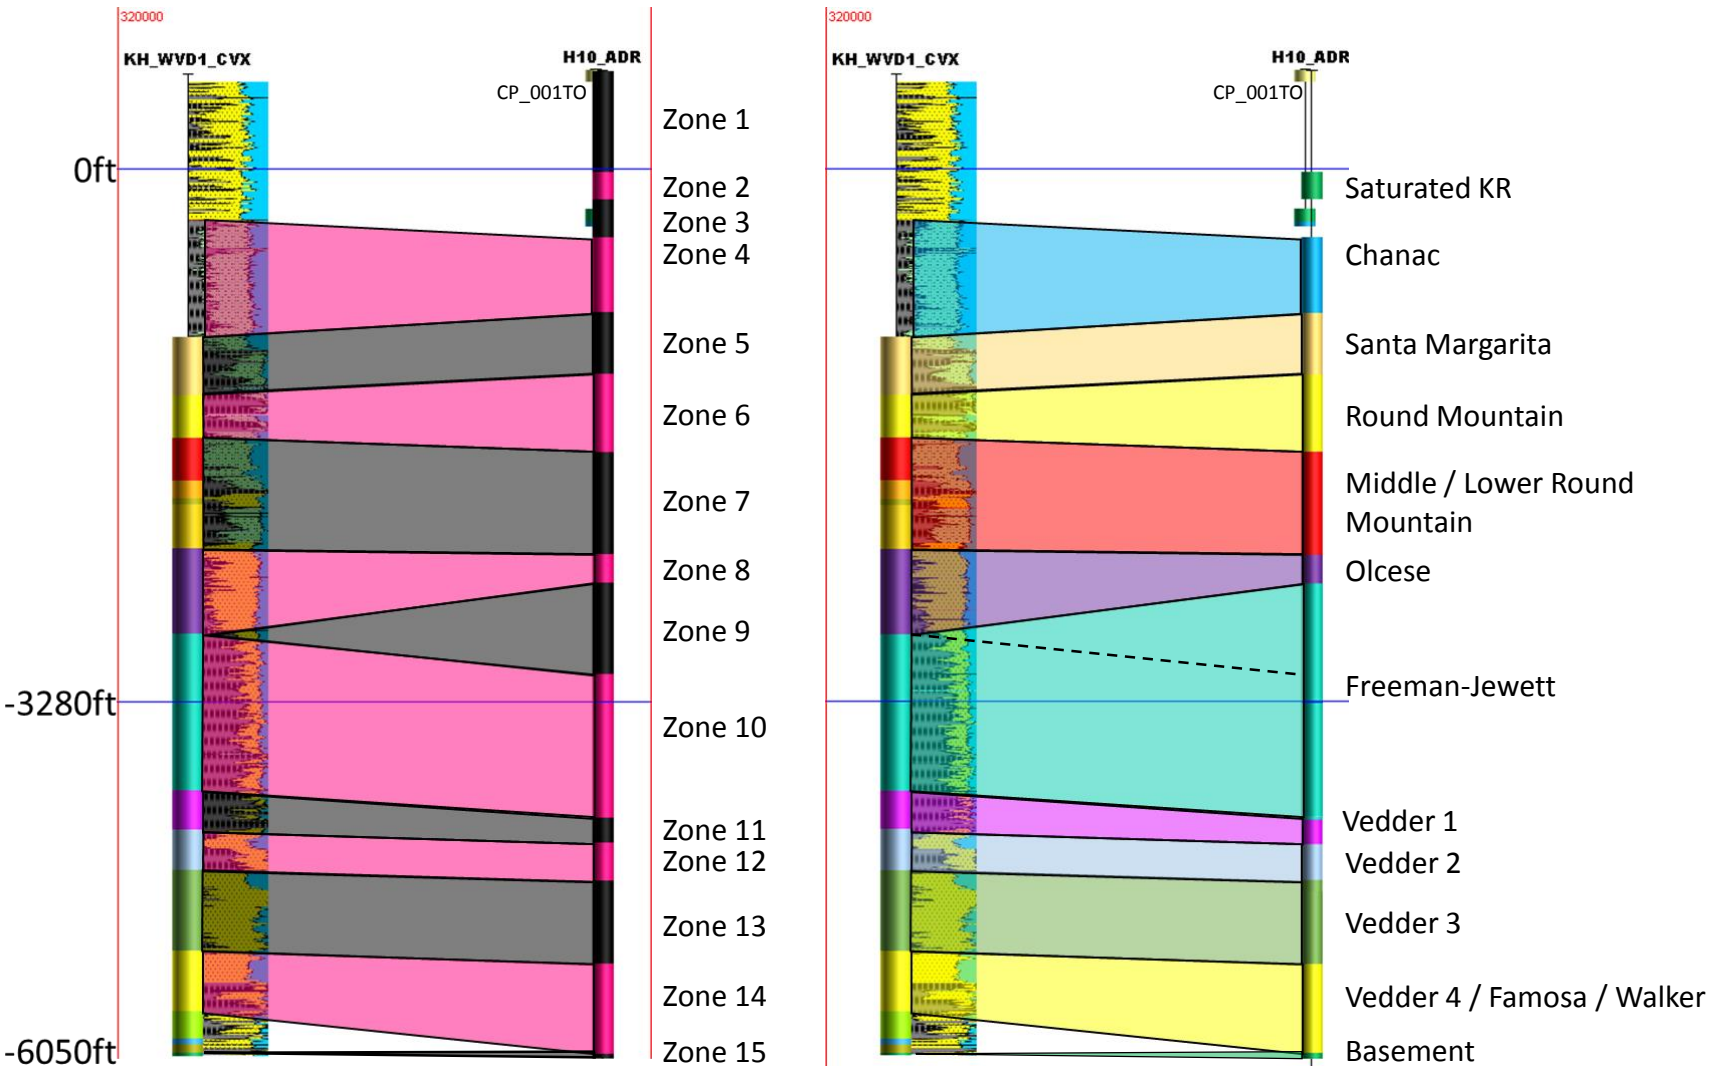 320000
KH_WVD1_CVX
H10_ADR
CP_001TO
0ft
-3280ft
-6050ft
Zone 1
Zone 2
Zone 3
Zone 4
Zone 5
Zone 6
Zone 7
Zone 8
Zone 9
Zone 10
Zone 11
Zone 12
Zone 13
Zone 14
Zone 15
320000
KH_WVD1_CVX
H10_ADR
CP_001TO
Saturated KR
Chanac
Santa Margarita
Round Mountain
Middle / Lower Round
Mountain
Olcese
Freeman-Jewett
Vedder 1
Vedder 2
Vedder 3
Vedder 4 / Famosa / Walker
Basement